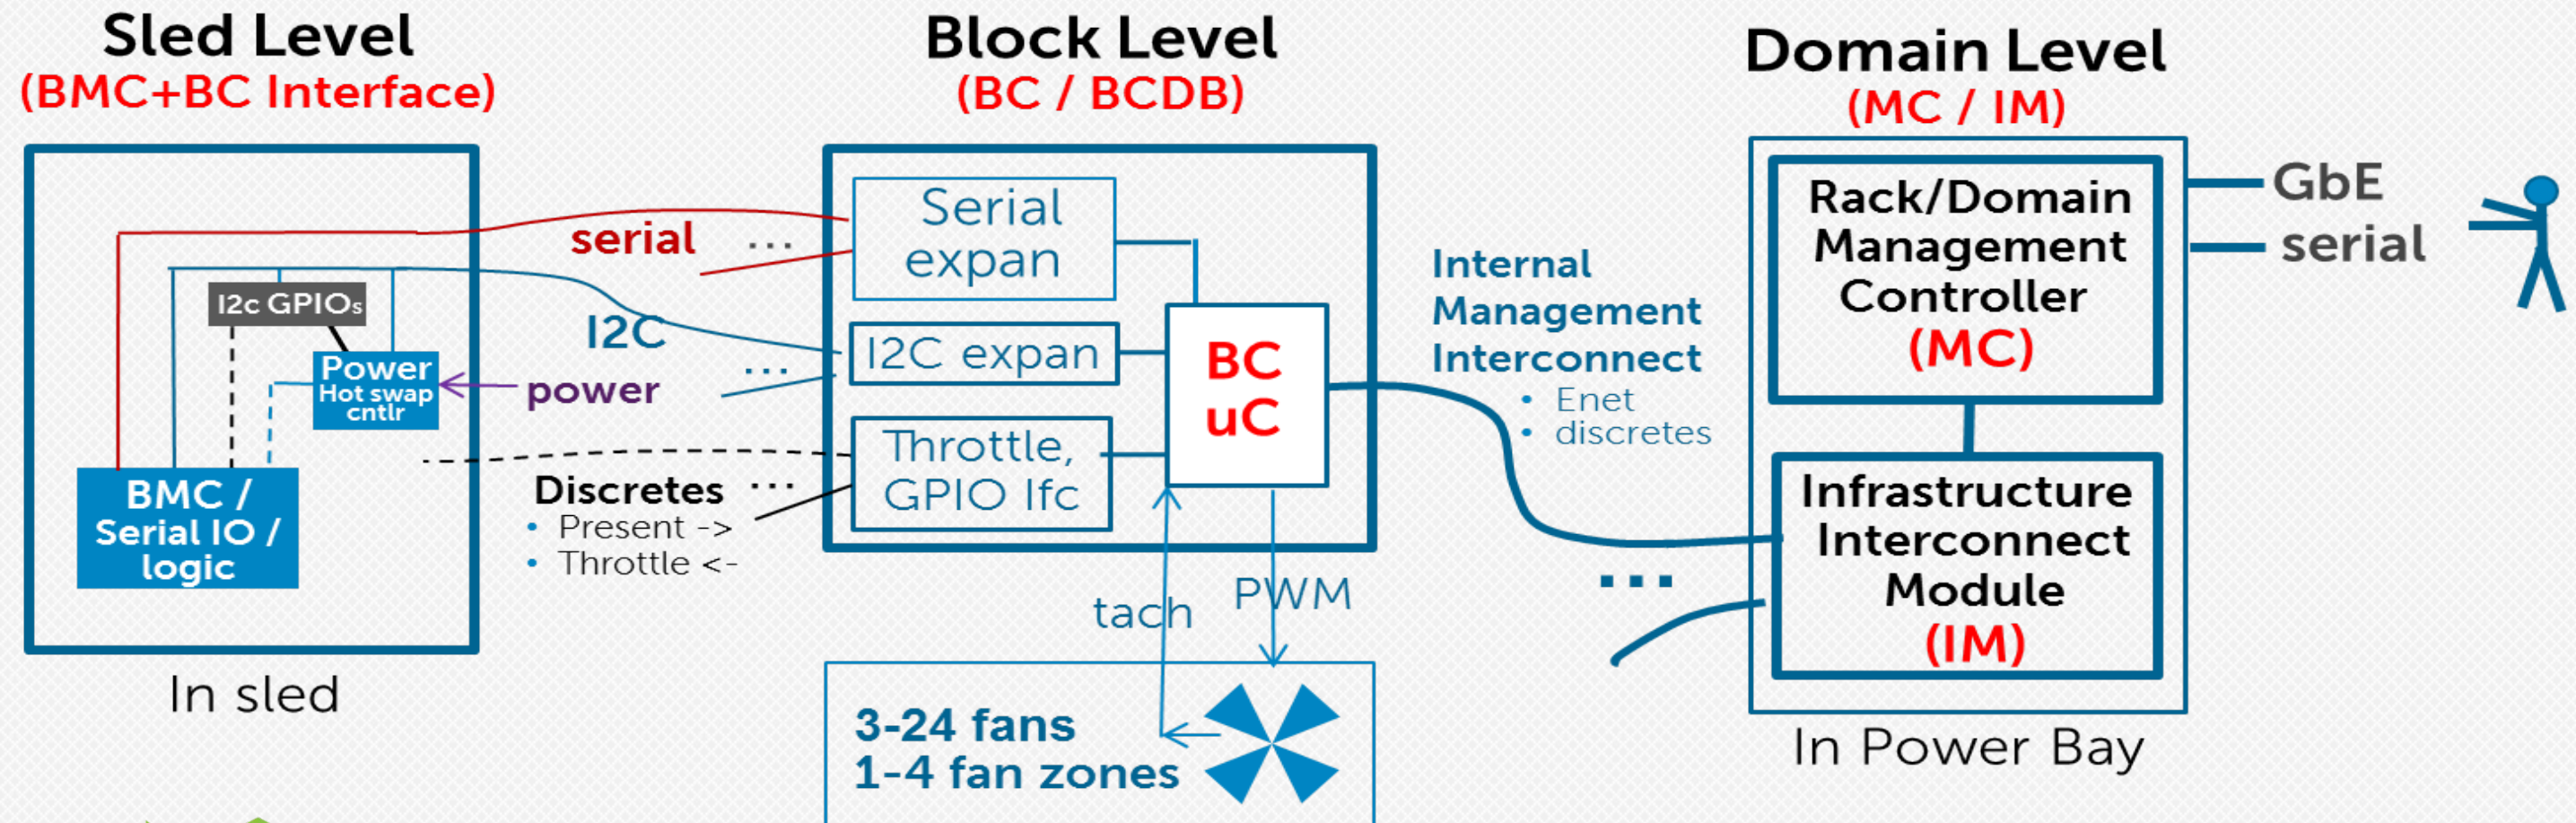 Sled Level
(BMC+BC Interface)
I2c GPIOs
Power
Hot swap
cntlr
BMC /
Serial IO /
logic
In sled
serial ...
I2C
...
power
Discretes ...
• Present ->
• Throttle <-
Block Level
(BC / BCDB)
Serial
expan
I2C expan
Throttle,
GPIO Ifc
BC
uC
tach
PWM
3-24 fans
1-4 fan zones
Internal
Management
Interconnect
• Enet
• discretes
...
Domain Level
(MC / IM)
Rack/Domain
Management
Controller
(MC)
Infrastructure
Interconnect
Module
(IM)
In Power Bay
GbE
serial